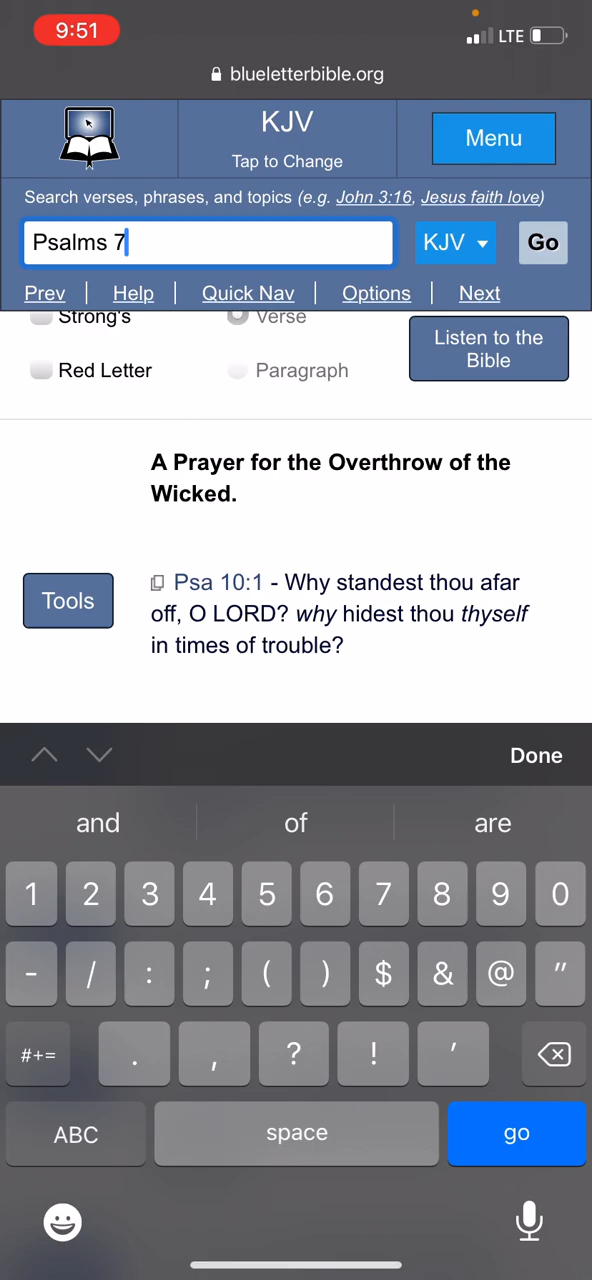 9:51
LTE
blueletterbible.org
KJV
Tap to Change
Menu
Search verses, phrases, and topics (e.g. John 3:16, Jesus faith love)
Psalms 7
KJV
Go
Prev | Help | Quick Nav | Options | Next
Strong's
Verse
Listen to the
Bible
Red Letter
Paragraph
A Prayer for the Overthrow of the
Wicked.
Tools
Psa 10:1 - Why standest thou afar
off, O LORD? why hidest thou thyself
in times of trouble?
Done
and
of
are
1 2 3 4 5 6 7 8 9 0
- / : ; ( ) $ & @ "
#+= . , ? ! '
ABC
space
go